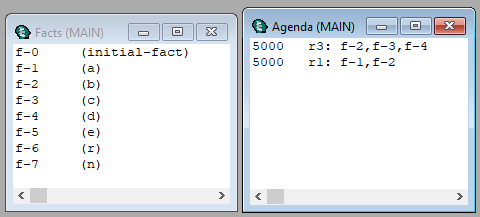 Facts (MAIN)
f-0 (initial-fact)
f-1 (a)
f-2 (b)
f-3 (c)
f-4 (d)
f-5 (e)
f-6 (r)
f-7 (n)
Agenda (MAIN)
5000 r3: f-2,f-3,f-4
5000 r1: f-1,f-2